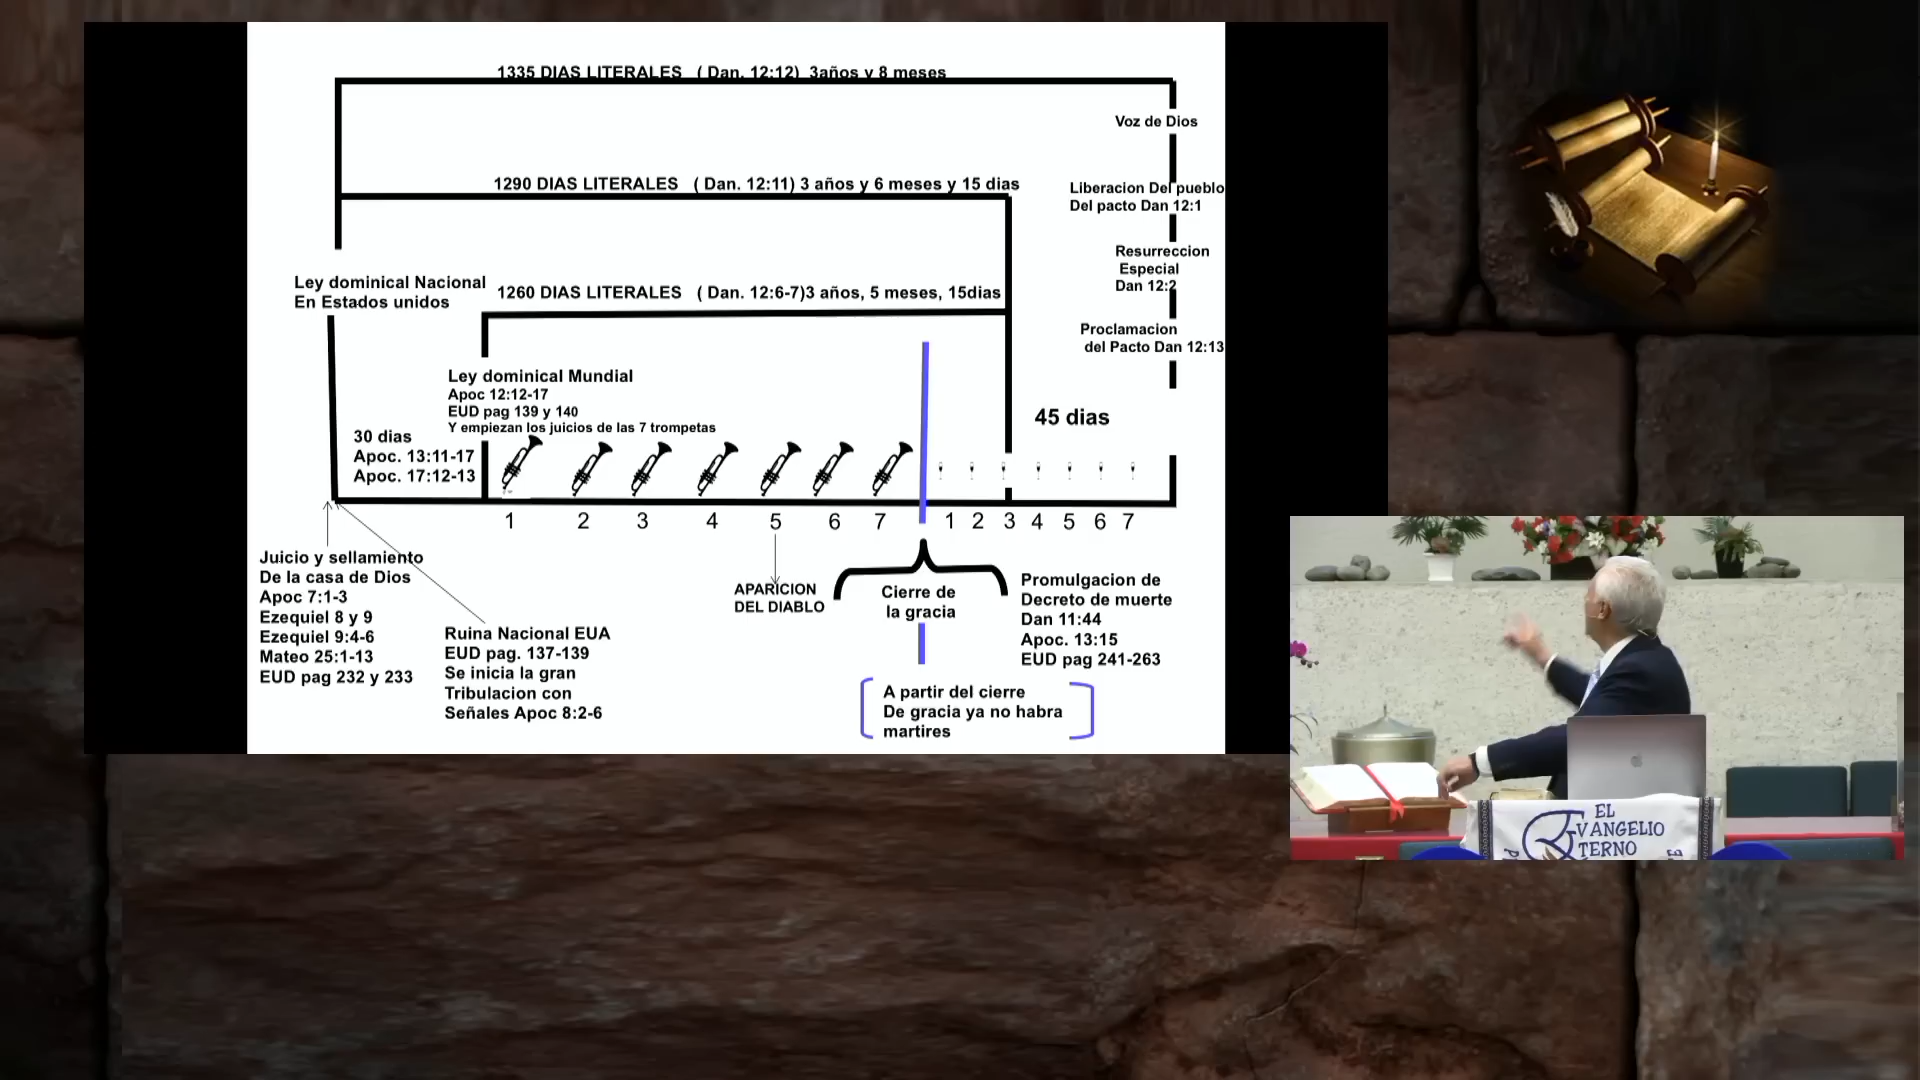 1335 DIAS LITERALES ( Dan. 12:12) 3años y 8 meses
Voz de Dios
1290 DIAS LITERALES ( Dan. 12:11) 3 años y 6 meses y 15 dias
Liberacion Del pueblo
Del pacto Dan 12:1
Resurreccion
Especial
Dan 12:2
Ley dominical Nacional
En Estados unidos
1260 DIAS LITERALES ( Dan. 12:6-7)3 años, 5 meses, 15dias
Proclamacion
del Pacto Dan 12:13
Ley dominical Mundial
Apoc 12:12-17
EUD pag 139 y 140
Y empiezan los juicios de las 7 trompetas
45 dias
30 dias
Apoc. 13:11-17
Apoc. 17:12-13
1 2 3 4 5 6 7 1 2 3 4 5 6 7
Juicio y sellamiento
De la casa de Dios
Apoc 7:1-3
Ezequiel 8 y 9
Ezequiel 9:4-6
Mateo 25:1-13
EUD pag 232 y 233
Ruina Nacional EUA
EUD pag. 137-139
Se inicia la gran
Tribulacion con
Señales Apoc 8:2-6
APARICION
DEL DIABLO
Cierre de
la gracia
Promulgacion de
Decreto de muerte
Dan 11:44
Apoc. 13:15
EUD pag 241-263
A partir del cierre
De gracia ya no habra
martires
EL
EVANGELIO
ETERNO